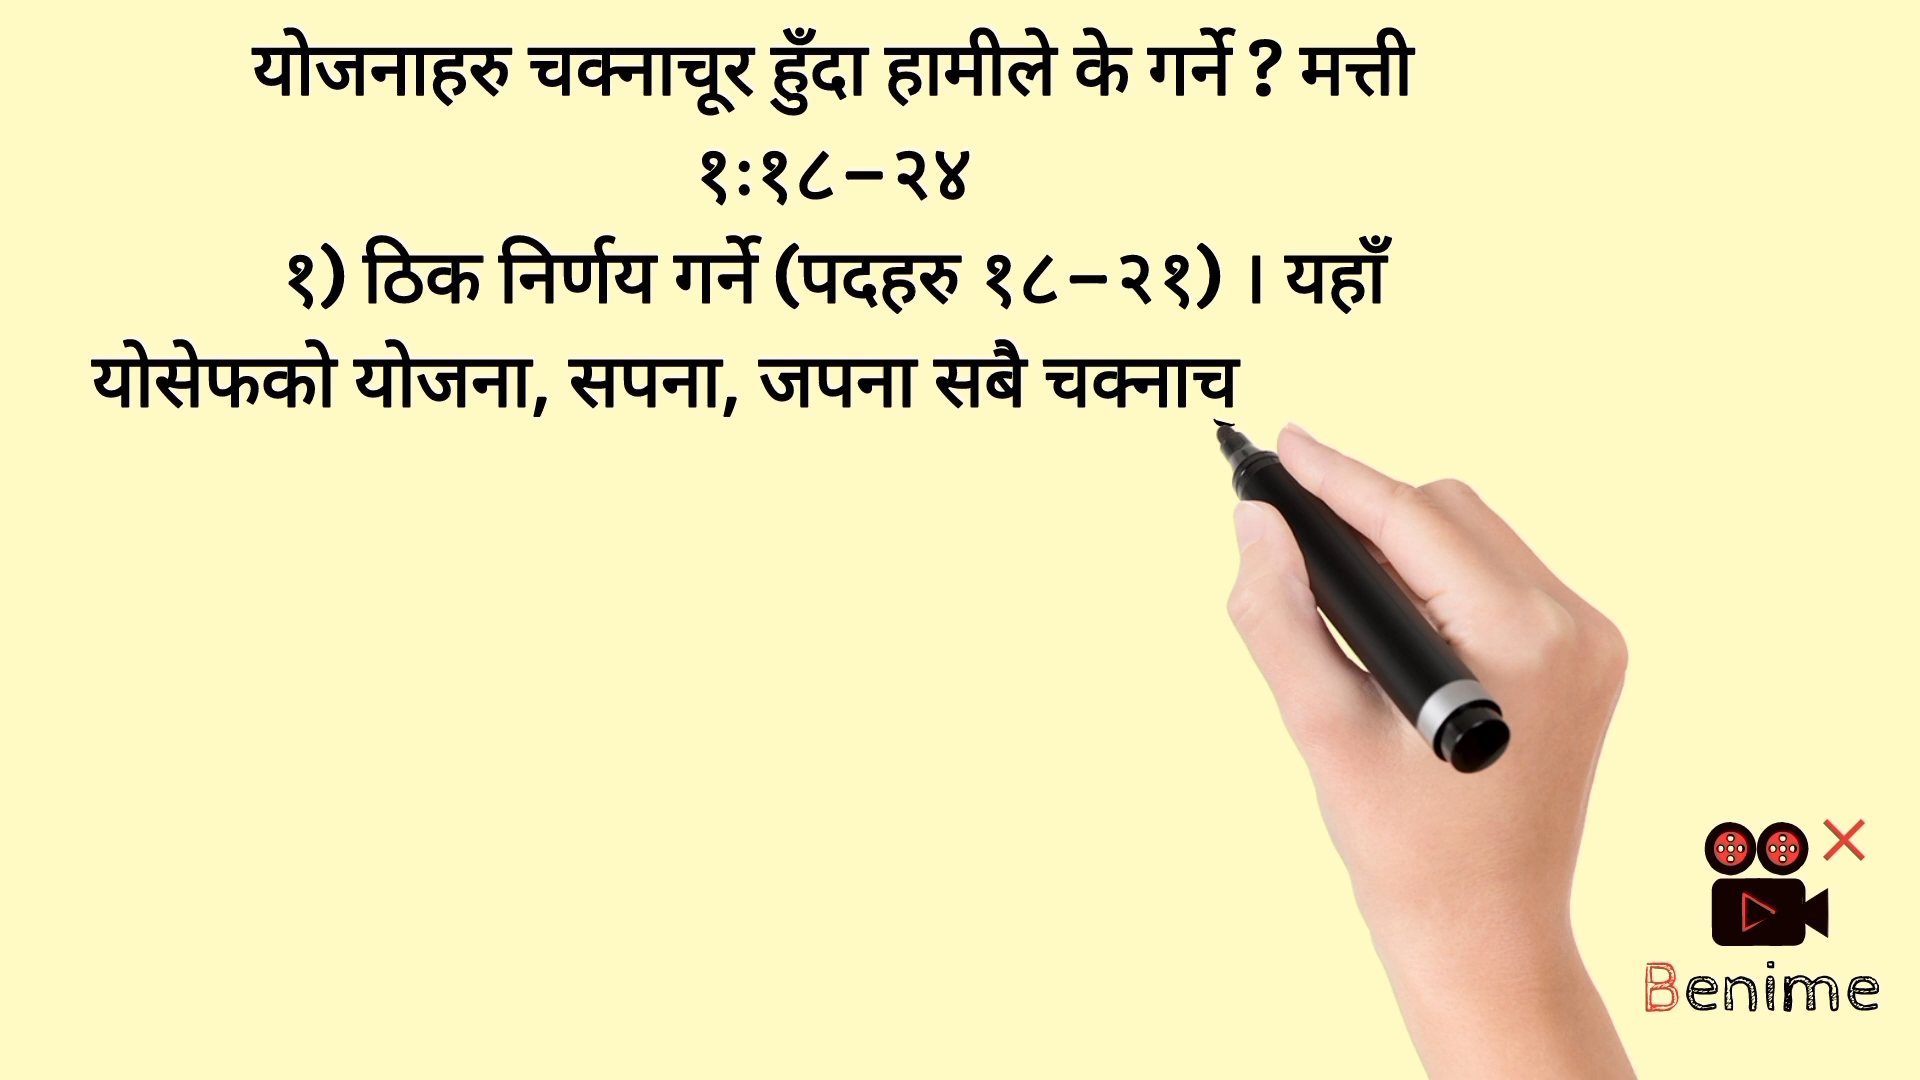 योजनाहरु चक्नाचूर हुँदा हामीले के गर्ने ? मत्ती
१ः१८–२४
१) ठिक निर्णय गर्ने (पदहरु १८–२१) । यहाँ
योसेफको योजना, सपना, जपना सबै चक्नाच
Benime